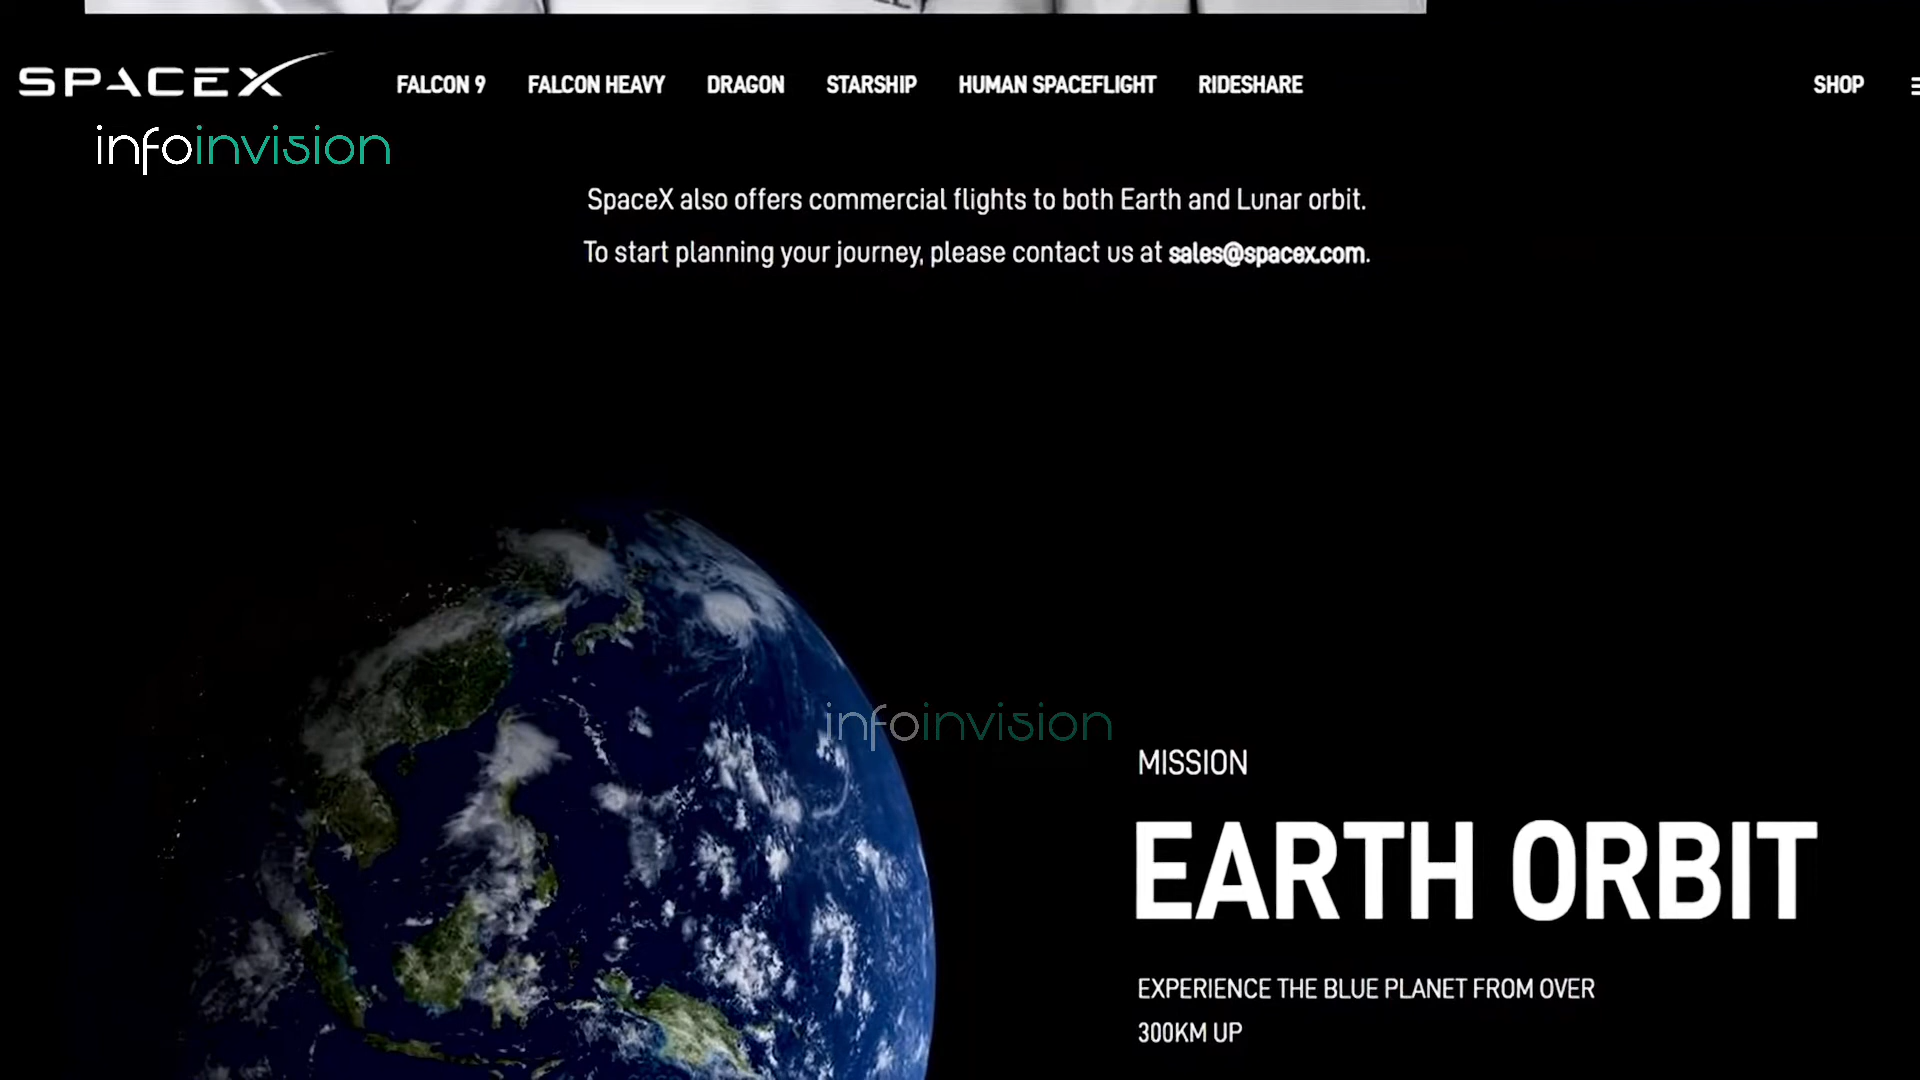 SPACEX
FALCON 9 FALCON HEAVY DRAGON STARSHIP HUMAN SPACEFLIGHT RIDESHARE SHOP
infoinvision
SpaceX also offers commercial flights to both Earth and Lunar orbit.
To start planning your journey, please contact us at sales@spacex.com.
infoinvision
MISSION
EARTH ORBIT
EXPERIENCE THE BLUE PLANET FROM OVER
300KM UP